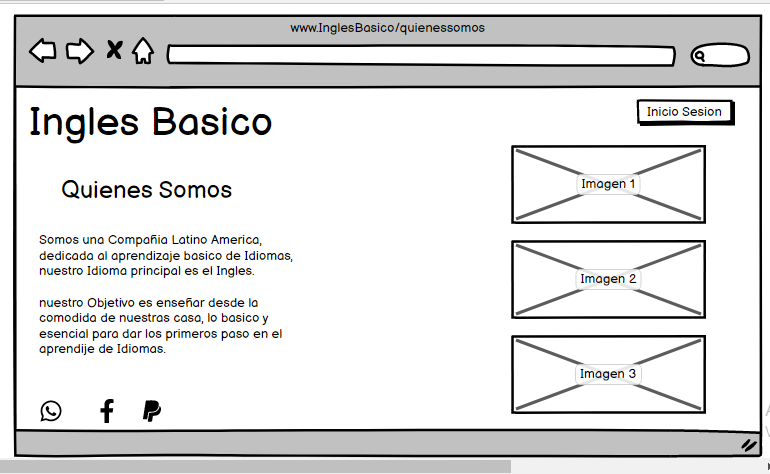 www.InglesBasico/quienessomos
Ingles Basico
Inicio Sesion
Quienes Somos
Somos una Compañia Latino America,
dedicada al aprendizaje basico de Idiomas,
nuestro Idioma principal es el Ingles.
nuestro Objetivo es enseñar desde la
comodida de nuestras casa, lo basico y
esencial para dar los primeros paso en el
aprendije de Idiomas.
Imagen 1
Imagen 2
Imagen 3